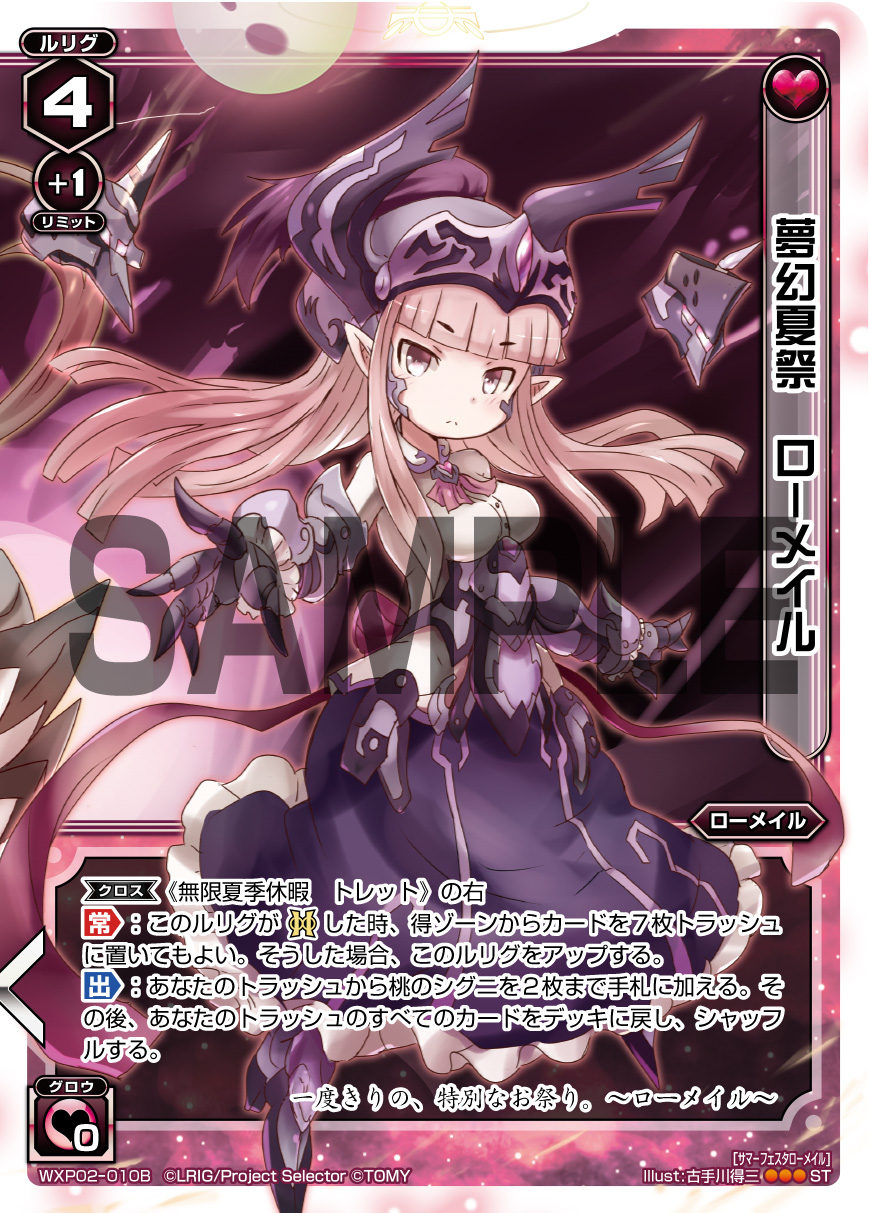 ルリグ
4
+1
リミット
夢幻夏祭　ローメイル
SAMPLE
ローメイル
クロス 《無限夏季休暇　トレット》の右
常：このルリグが した時、得ゾーンからカードを７枚トラッシュ
に置いてもよい。そうした場合、このルリグをアップする。
出：あなたのトラッシュから桃のシグニを２枚まで手札に加える。そ
の後、あなたのトラッシュのすべてのカードをデッキに戻し、シャッフ
ルする。
一度きりの、特別なお祭り。～ローメイル～
グロウ
0
[サマーフェスタローメイル]
WXP02-010B ©LRIG/Project Selector ©TOMY
Illust:古手川得三 ST